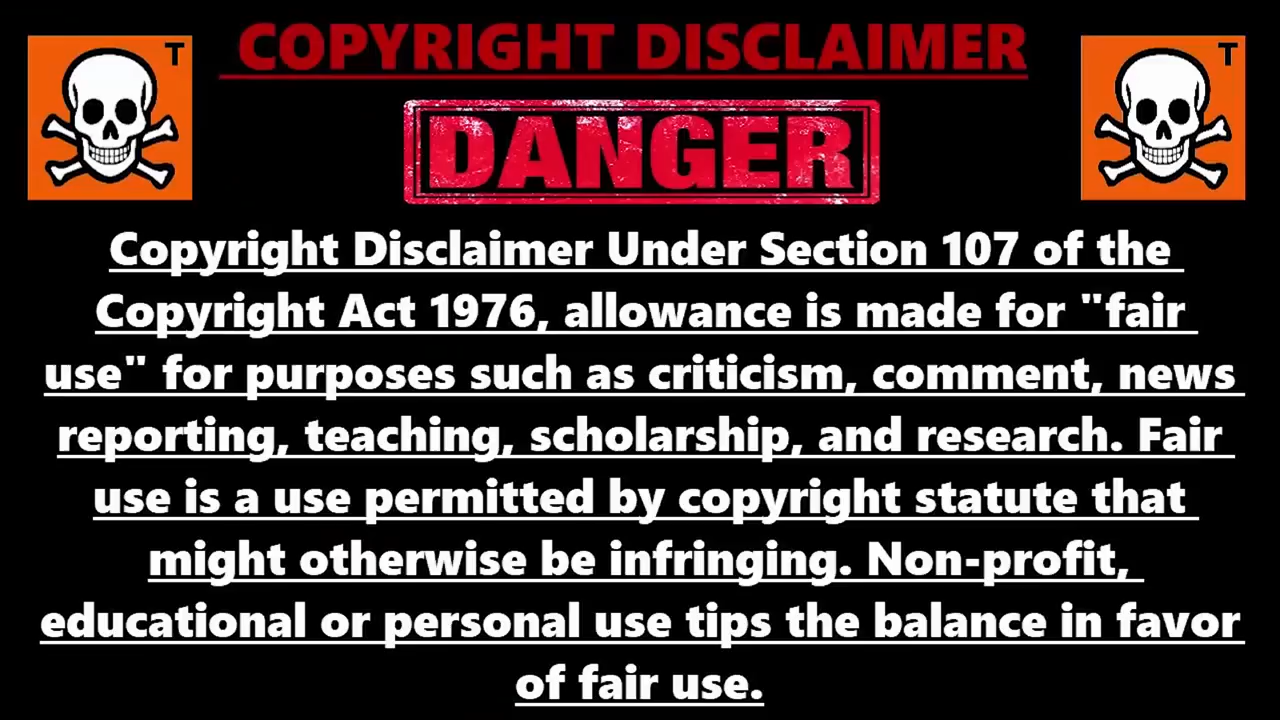 T COPYRIGHT DISCLAIMER T
DANGER
Copyright Disclaimer Under Section 107 of the
Copyright Act 1976, allowance is made for "fair
use" for purposes such as criticism, comment, news
reporting, teaching, scholarship, and research. Fair
use is a use permitted by copyright statute that
might otherwise be infringing. Non-profit,
educational or personal use tips the balance in favor
of fair use.